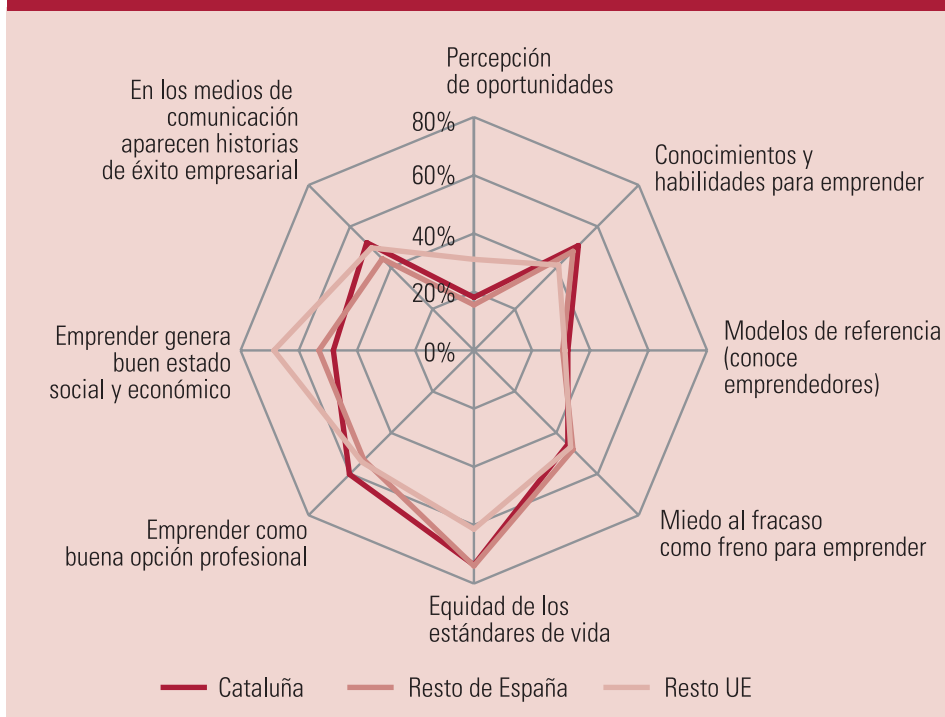 Percepción
de oportunidades
En los medios de
comunicación
aparecen historias
de éxito empresarial
80%
60%
40%
20%
0%
Conocimientos y
habilidades para emprender
Emprender genera
buen estado
social y económico
Modelos de referencia
(conoce
emprendedores)
Emprender como
buena opción profesional
Miedo al fracaso
como freno para emprender
Equidad de los
estándares de vida
Cataluña
Resto de España
Resto UE